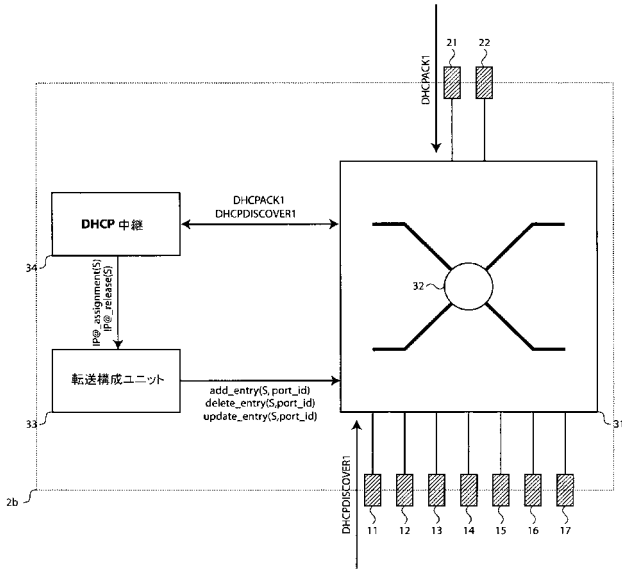 21
22
DHCPACK1
DHCP 中継
DHCPACK1
DHCPDISCOVER1
34
32
IP@_assignment(S)
IP@_release(S)
転送構成ユニット
add_entry(S, port_id)
delete_entry(S,port_id)
update_entry(S,port_id)
33
31
DHCPDISCOVER1
2b
11
12
13
14
15
16
17